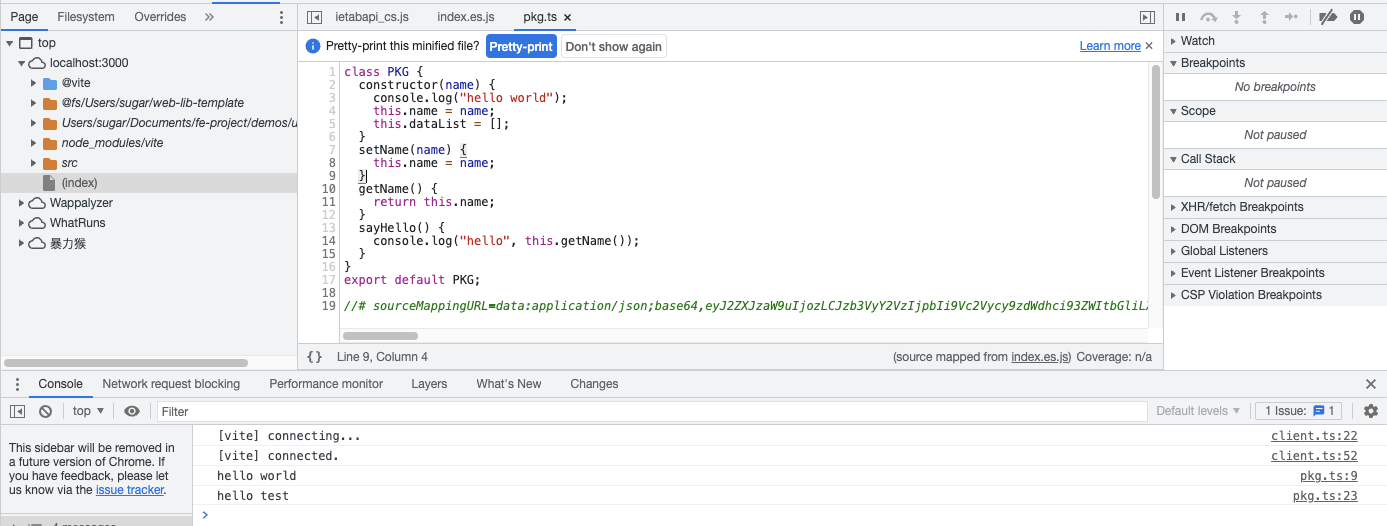 Page Filesystem Overrides »
ietabapi_cs.js index.es.js pkg.ts ×
Pretty-print this minified file? Pretty-print Don't show again Learn more ×
top
localhost:3000
@vite
@fs/Users/sugar/web-lib-template
Users/sugar/Documents/fe-project/demos/u
node_modules/vite
src
(index)
Wappalyzer
WhatRuns
暴力猴
1 class PKG {
2 constructor(name) {
3 console.log("hello world");
4 this.name = name;
5 this.dataList = [];
6 }
7 setName(name) {
8 this.name = name;
9 }
10 getName() {
11 return this.name;
12 }
13 sayHello() {
14 console.log("hello", this.getName());
15 }
16 }
17 export default PKG;
18
19 //# sourceMappingURL=data:application/json;base64,eyJ2ZXJzaW9uIjozLCJzb3VyY2VzIjpbIi9Vc2Vycy9zdWdhci93ZWItbGliL
{} Line 9, Column 4 (source mapped from index.es.js) Coverage: n/a
Watch
Breakpoints
No breakpoints
Scope
Not paused
Call Stack
Not paused
XHR/fetch Breakpoints
DOM Breakpoints
Global Listeners
Event Listener Breakpoints
CSP Violation Breakpoints
Console Network request blocking Performance monitor Layers What's New Changes ×
top ▼ Filter Default levels ▼ 1 Issue: 1
This sidebar will be removed in
a future version of Chrome. If
you have feedback, please let
us know via the issue tracker.
[vite] connecting... client.ts:22
[vite] connected. client.ts:52
hello world pkg.ts:9
hello test pkg.ts:23
>